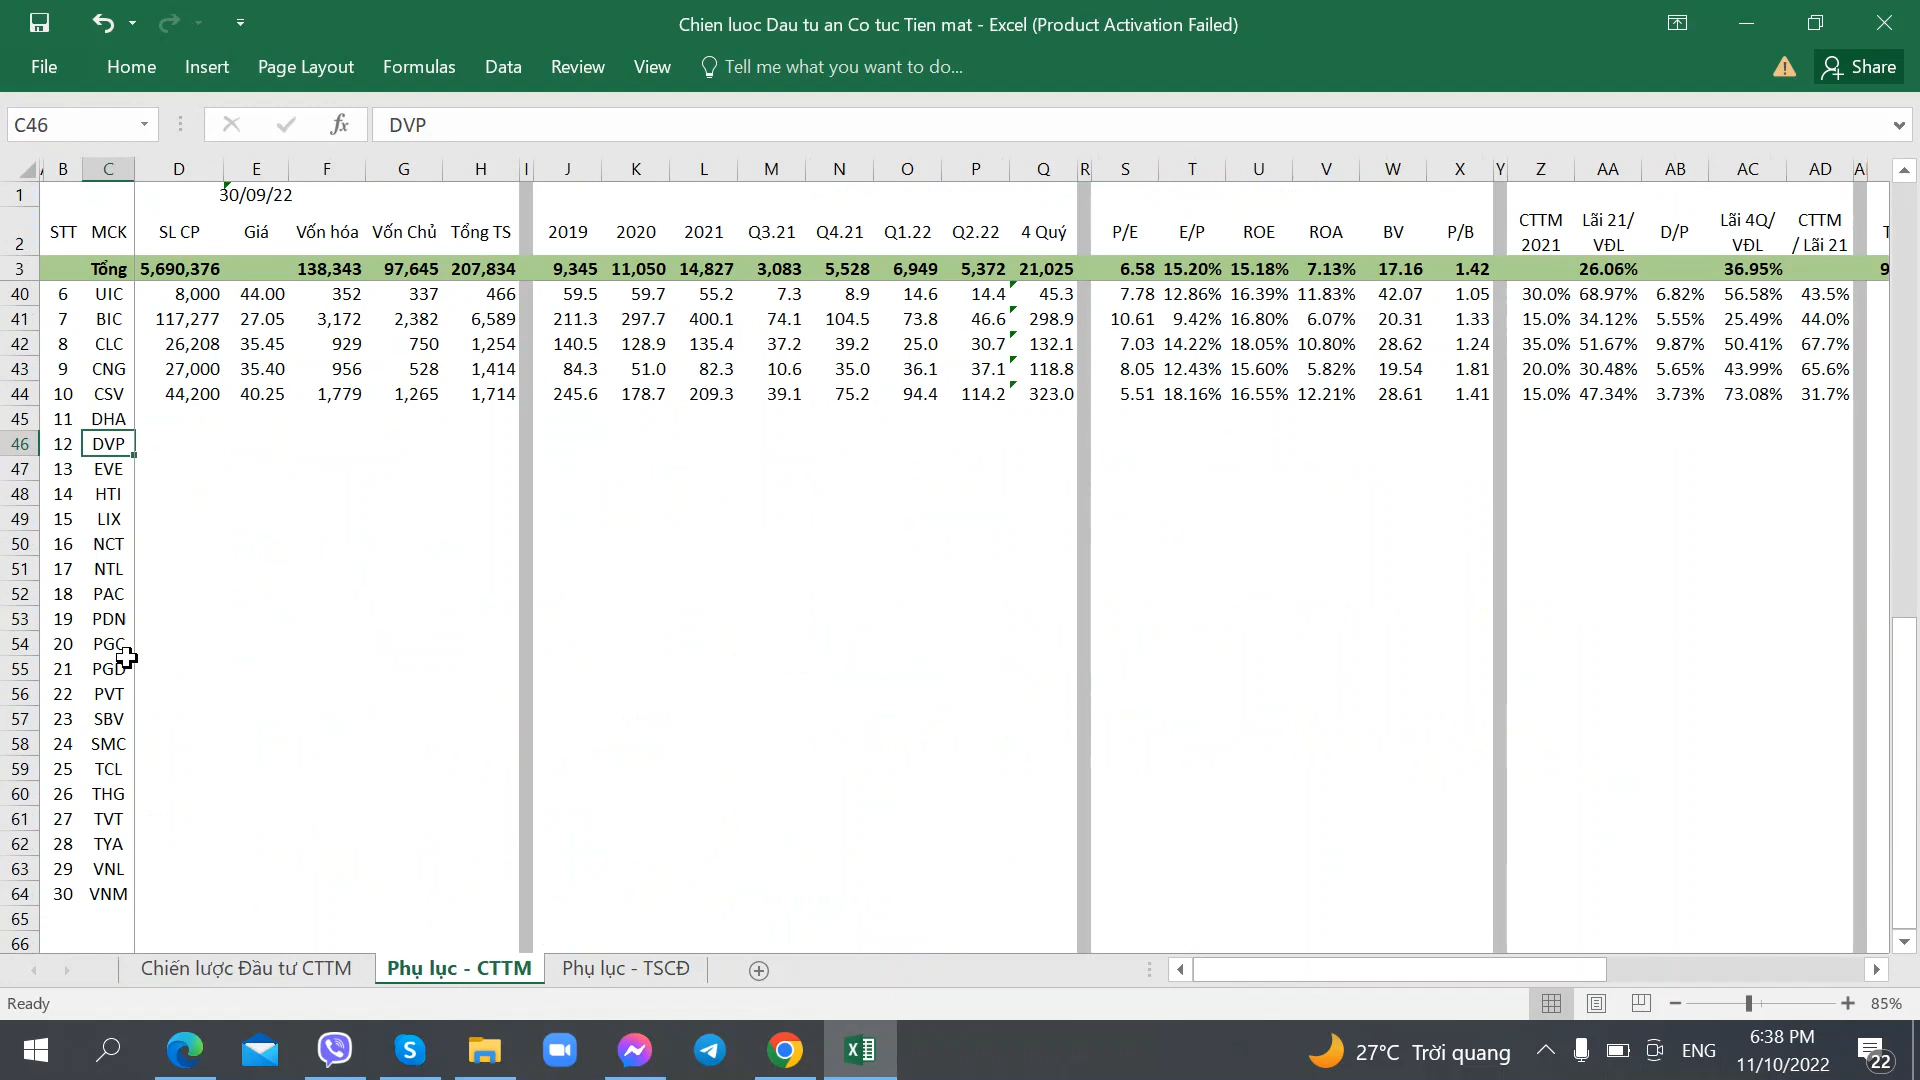 Chien luoc Dau tu an Co tuc Tien mat - Excel (Product Activation Failed)
File Home Insert Page Layout Formulas Data Review View Tell me what you want to do... Share
C46 fx DVP
B C D E F G H I J K L M N O P Q R S T U V W X Y Z AA AB AC AD
1 30/09/22
2 STT MCK SL CP Giá Vốn hóa Vốn Chủ Tổng TS 2019 2020 2021 Q3.21 Q4.21 Q1.22 Q2.22 4 Quý P/E E/P ROE ROA BV P/B CTTM 2021 Lãi 21/ VĐL D/P Lãi 4Q/ VĐL CTTM / Lãi 21
3 Tổng 5,690,376 138,343 97,645 207,834 9,345 11,050 14,827 3,083 5,528 6,949 5,372 21,025 6.58 15.20% 15.18% 7.13% 17.16 1.42 26.06% 36.95% 9
40 6 UIC 8,000 44.00 352 337 466 59.5 59.7 55.2 7.3 8.9 14.6 14.4 45.3 7.78 12.86% 16.39% 11.83% 42.07 1.05 30.0% 68.97% 6.82% 56.58% 43.5%
41 7 BIC 117,277 27.05 3,172 2,382 6,589 211.3 297.7 400.1 74.1 104.5 73.8 46.6 298.9 10.61 9.42% 16.80% 6.07% 20.31 1.33 15.0% 34.12% 5.55% 25.49% 44.0%
42 8 CLC 26,208 35.45 929 750 1,254 140.5 128.9 135.4 37.2 39.2 25.0 30.7 132.1 7.03 14.22% 18.05% 10.80% 28.62 1.24 35.0% 51.67% 9.87% 50.41% 67.7%
43 9 CNG 27,000 35.40 956 528 1,414 84.3 51.0 82.3 10.6 35.0 36.1 37.1 118.8 8.05 12.43% 15.60% 5.82% 19.54 1.81 20.0% 30.48% 5.65% 43.99% 65.6%
44 10 CSV 44,200 40.25 1,779 1,265 1,714 245.6 178.7 209.3 39.1 75.2 94.4 114.2 323.0 5.51 18.16% 16.55% 12.21% 28.61 1.41 15.0% 47.34% 3.73% 73.08% 31.7%
45 11 DHA
46 12 DVP
47 13 EVE
48 14 HTI
49 15 LIX
50 16 NCT
51 17 NTL
52 18 PAC
53 19 PDN
54 20 PGC
55 21 PGD
56 22 PVT
57 23 SBV
58 24 SMC
59 25 TCL
60 26 THG
61 27 TVT
62 28 TYA
63 29 VNL
64 30 VNM
65
66
Chiến lược Đầu tư CTTM Phụ lục - CTTM Phụ lục - TSCĐ
Ready 85%
27°C Trời quang ENG 6:38 PM
11/10/2022 22